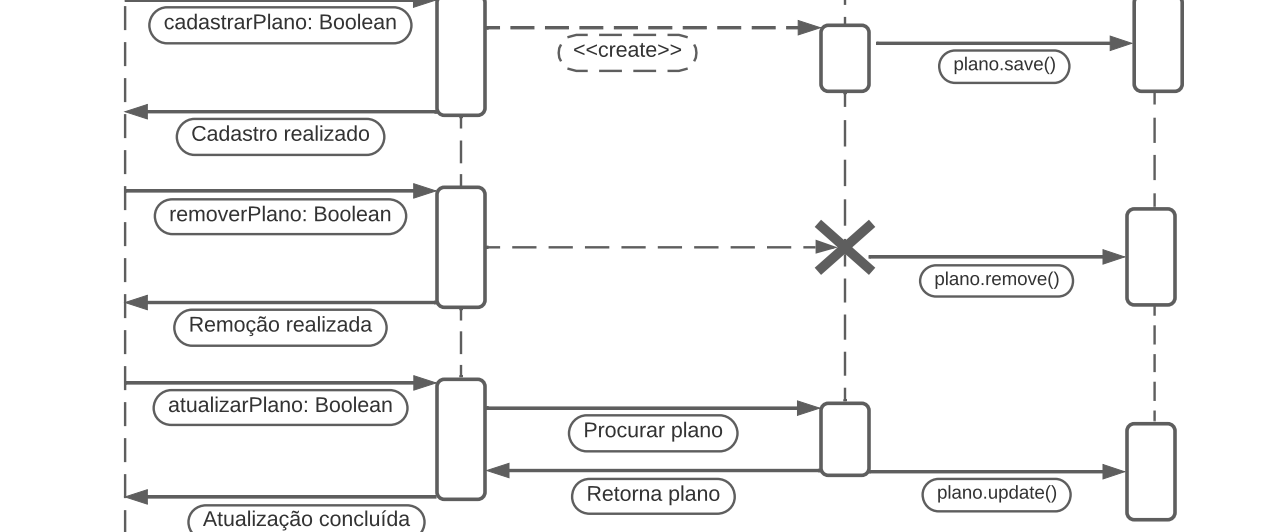 cadastrarPlano: Boolean
<<create>>
plano.save()
Cadastro realizado
removerPlano: Boolean
plano.remove()
Remoção realizada
atualizarPlano: Boolean
Procurar plano
Retorna plano
plano.update()
Atualização concluída